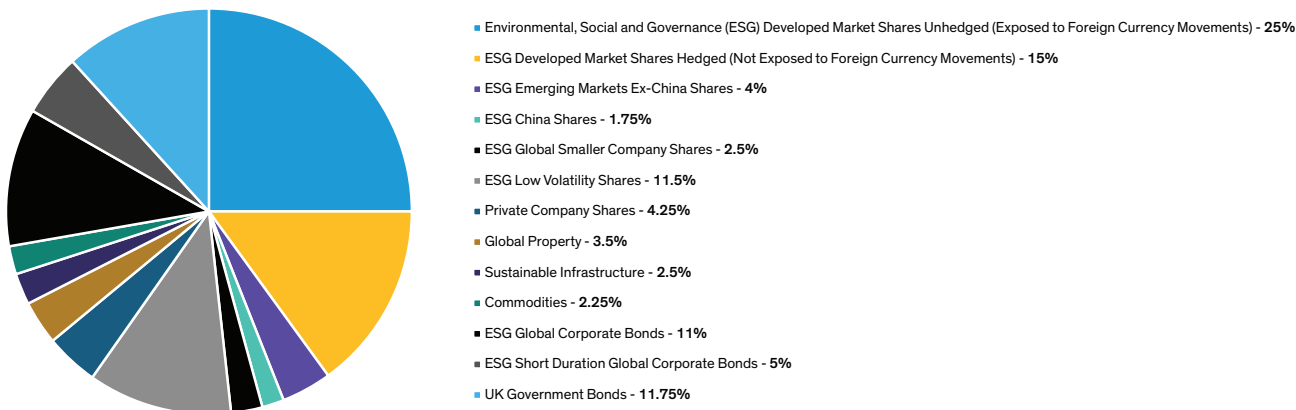 Environmental, Social and Governance (ESG) Developed Market Shares Unhedged (Exposed to Foreign Currency Movements) - 25%
ESG Developed Market Shares Hedged (Not Exposed to Foreign Currency Movements) - 15%
ESG Emerging Markets Ex-China Shares - 4%
ESG China Shares - 1.75%
ESG Global Smaller Company Shares - 2.5%
ESG Low Volatility Shares - 11.5%
Private Company Shares - 4.25%
Global Property - 3.5%
Sustainable Infrastructure - 2.5%
Commodities - 2.25%
ESG Global Corporate Bonds - 11%
ESG Short Duration Global Corporate Bonds - 5%
UK Government Bonds - 11.75%